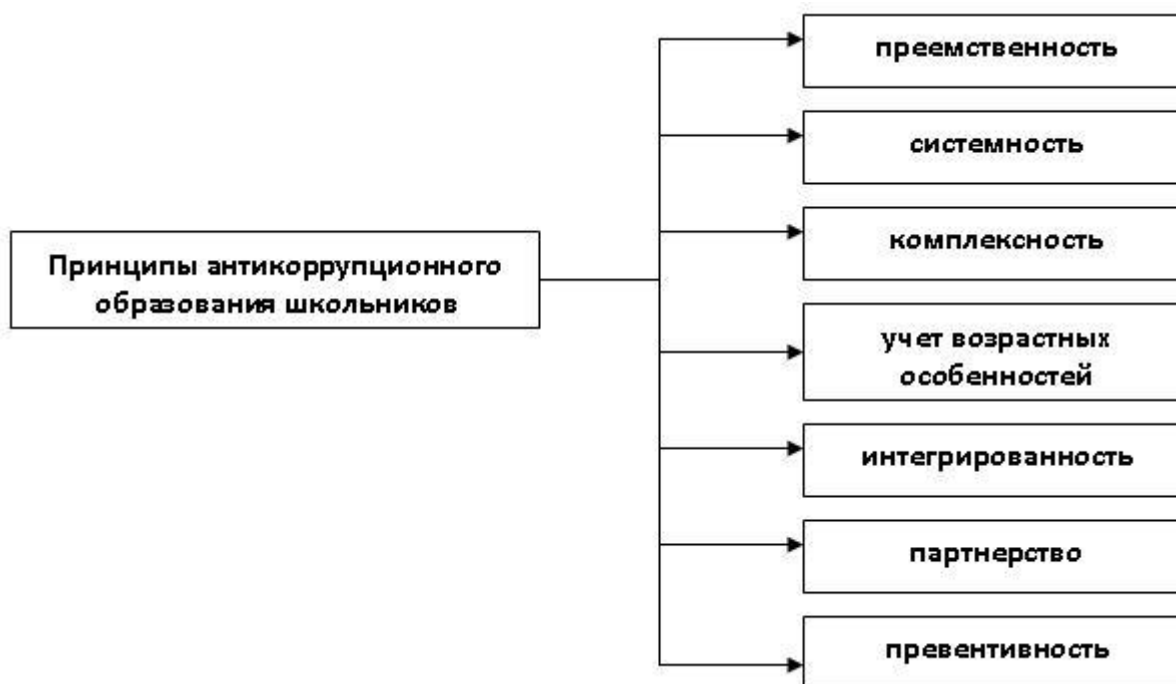 Принципы антикоррупционного
образования школьников
преемственность
системность
комплексность
учет возрастных
особенностей
интегрированность
партнерство
превентивность